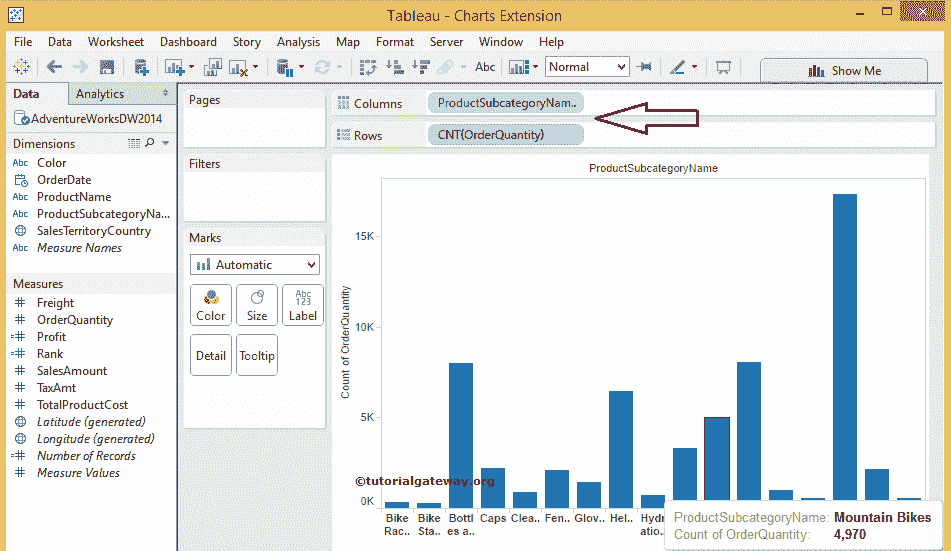 Tableau - Charts Extension
File Data Worksheet Dashboard Story Analysis Map Format Server Window Help
Abc Normal Show Me
Data Analytics
AdventureWorksDW2014
Dimensions
Abc Color
OrderDate
Abc ProductName
Abc ProductSubcategoryNa...
SalesTerritoryCountry
Abc Measure Names
Measures
Freight
OrderQuantity
Profit
Rank
SalesAmount
TaxAmt
TotalProductCost
Latitude (generated)
Longitude (generated)
Number of Records
Measure Values
Pages
Filters
Marks
Automatic
Abc
123
Color Size Label
Detail Tooltip
Columns ProductSubcategoryNam..
Rows CNT(OrderQuantity)
ProductSubcategoryName
Count of OrderQuantity
15K
10K
5K
0K
©tutorialgateway.org
Bike Rac..
Bike Sta..
Bottl es a..
Caps
Clea..
Fen..
Glov..
Hel..
Hydr atio..
ProductSubcategoryName: Mountain Bikes
Count of OrderQuantity: 4,970